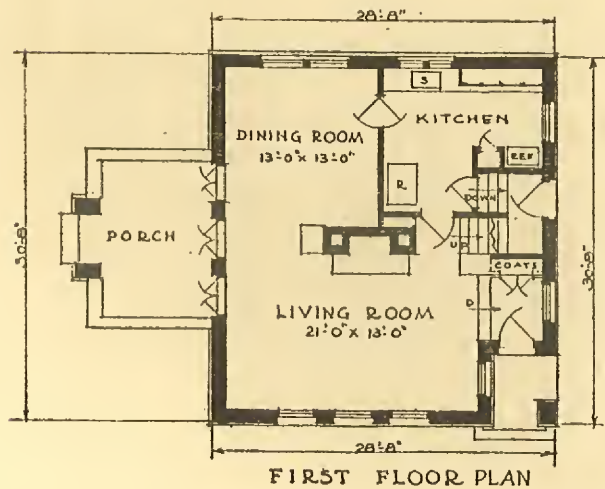 28'-8"
S
KITCHEN
DINING ROOM
13'-0" X 13'-0"
REF
R
DOWN
PORCH
UP
30'-8"
30'-8"
COATS
D
LIVING ROOM
21'-0" X 13'-0"
28'-8"
FIRST FLOOR PLAN